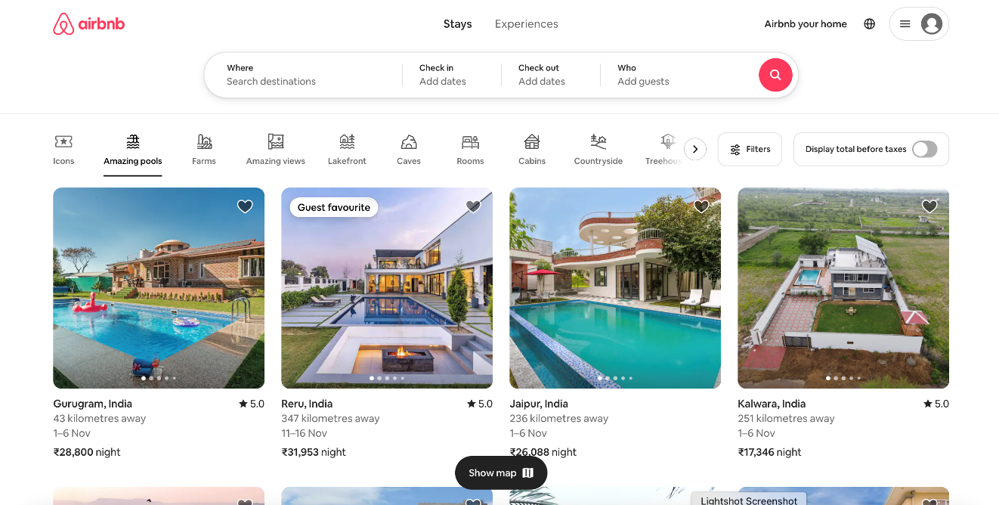 airbnb
Stays
Experiences
Airbnb your home
Where
Search destinations
Check in
Add dates
Check out
Add dates
Who
Add guests
Icons
Amazing pools
Farms
Amazing views
Lakefront
Caves
Rooms
Cabins
Countryside
Treehous
Filters
Display total before taxes
Guest favourite
Gurugram, India
5.0
43 kilometres away
1–6 Nov
₹28,800 night
Reru, India
5.0
347 kilometres away
11–16 Nov
₹31,953 night
Jaipur, India
236 kilometres away
1–6 Nov
₹26,088 night
Kalwara, India
5.0
251 kilometres away
1–6 Nov
₹17,346 night
Show map
Lightshot Screenshot